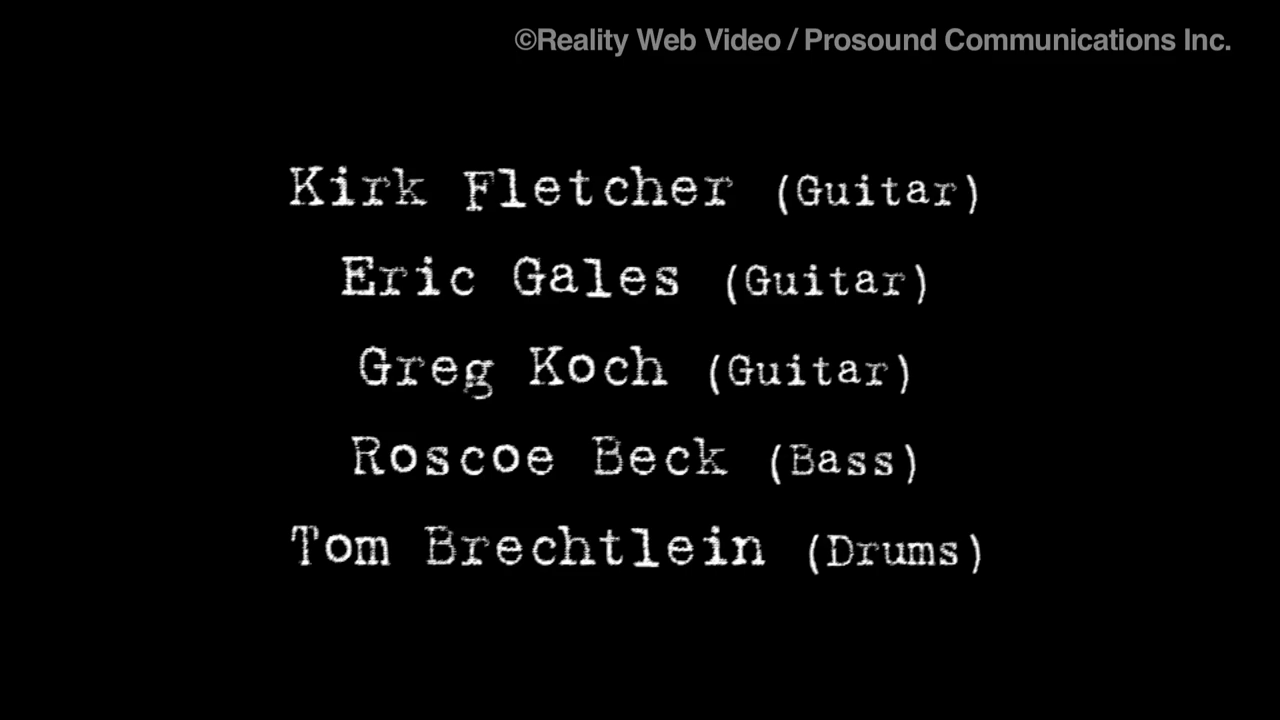 ©Reality Web Video / Prosound Communications Inc.
Kirk Fletcher (Guitar)
Eric Gales (Guitar)
Greg Koch (Guitar)
Roscoe Beck (Bass)
Tom Brechtlein (Drums)